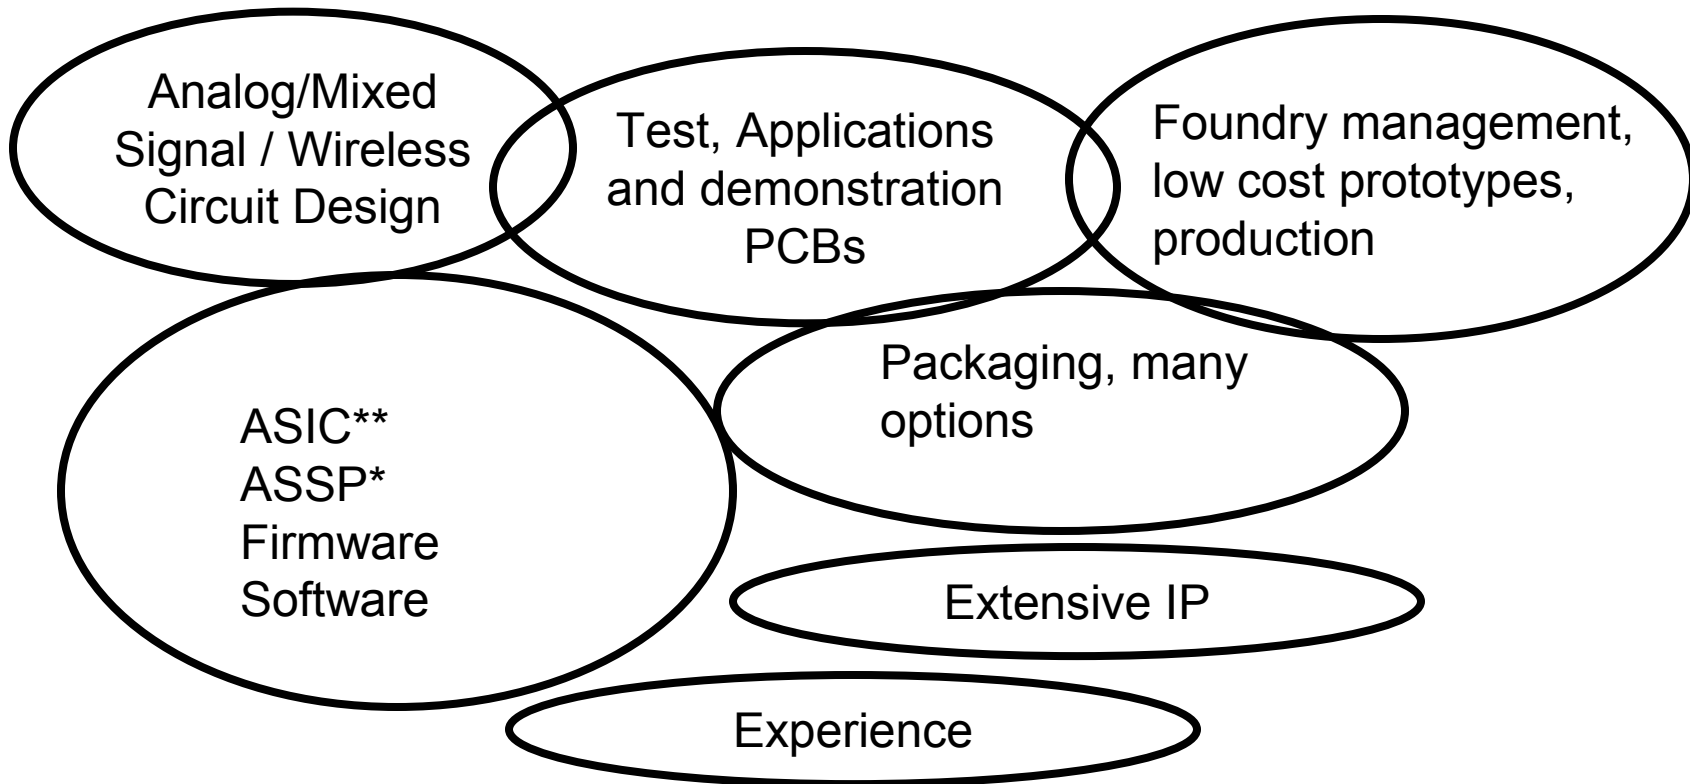 Analog/Mixed
Signal / Wireless
Circuit Design
Test, Applications
and demonstration
PCBs
Foundry management,
low cost prototypes,
production
Packaging, many
options
ASIC**
ASSP*
Firmware
Software
Extensive IP
Experience